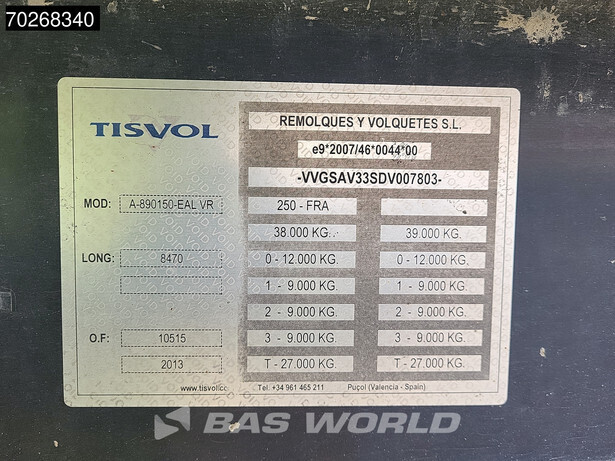 70268340
TISVOL
REMOLQUES Y VOLQUETES S.L.
e9*2007/46*0044*00
-VVGSAV33SDV007803-
MOD: A-890150-EAL VR 250 - FRA
38.000 KG. 39.000 KG.
LONG: 8470 0 - 12.000 KG. 0 - 12.000 KG.
1 - 9.000 KG. 1 - 9.000 KG.
2 - 9.000 KG. 2 - 9.000 KG.
O.F: 10515 3 - 9.000 KG. 3 - 9.000 KG.
2013 T - 27.000 KG. T - 27.000 KG.
www.tisvol.cc Tel: +34 961 465 211 Puçol (Valencia - Spain)
BAS WORLD